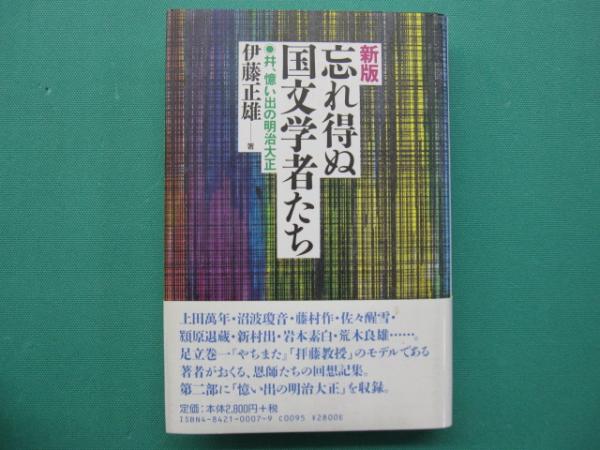 新版
忘れ得ぬ
国文学者たち
●幷、憶い出の明治大正
伊藤正雄――著
上田萬年・沼波瓊音・藤村作・佐々醒雪・
潁原退蔵・新村出・岩本素白・荒木良雄……。
足立巻一『やちまた』「拝藤教授」のモデルである
著者がおくる、恩師たちの回想記集。
第二部に「憶い出の明治大正」を収録。
定価:本体2,800円+税
ISBN4-8421-0007-9 C0095 ¥2800E